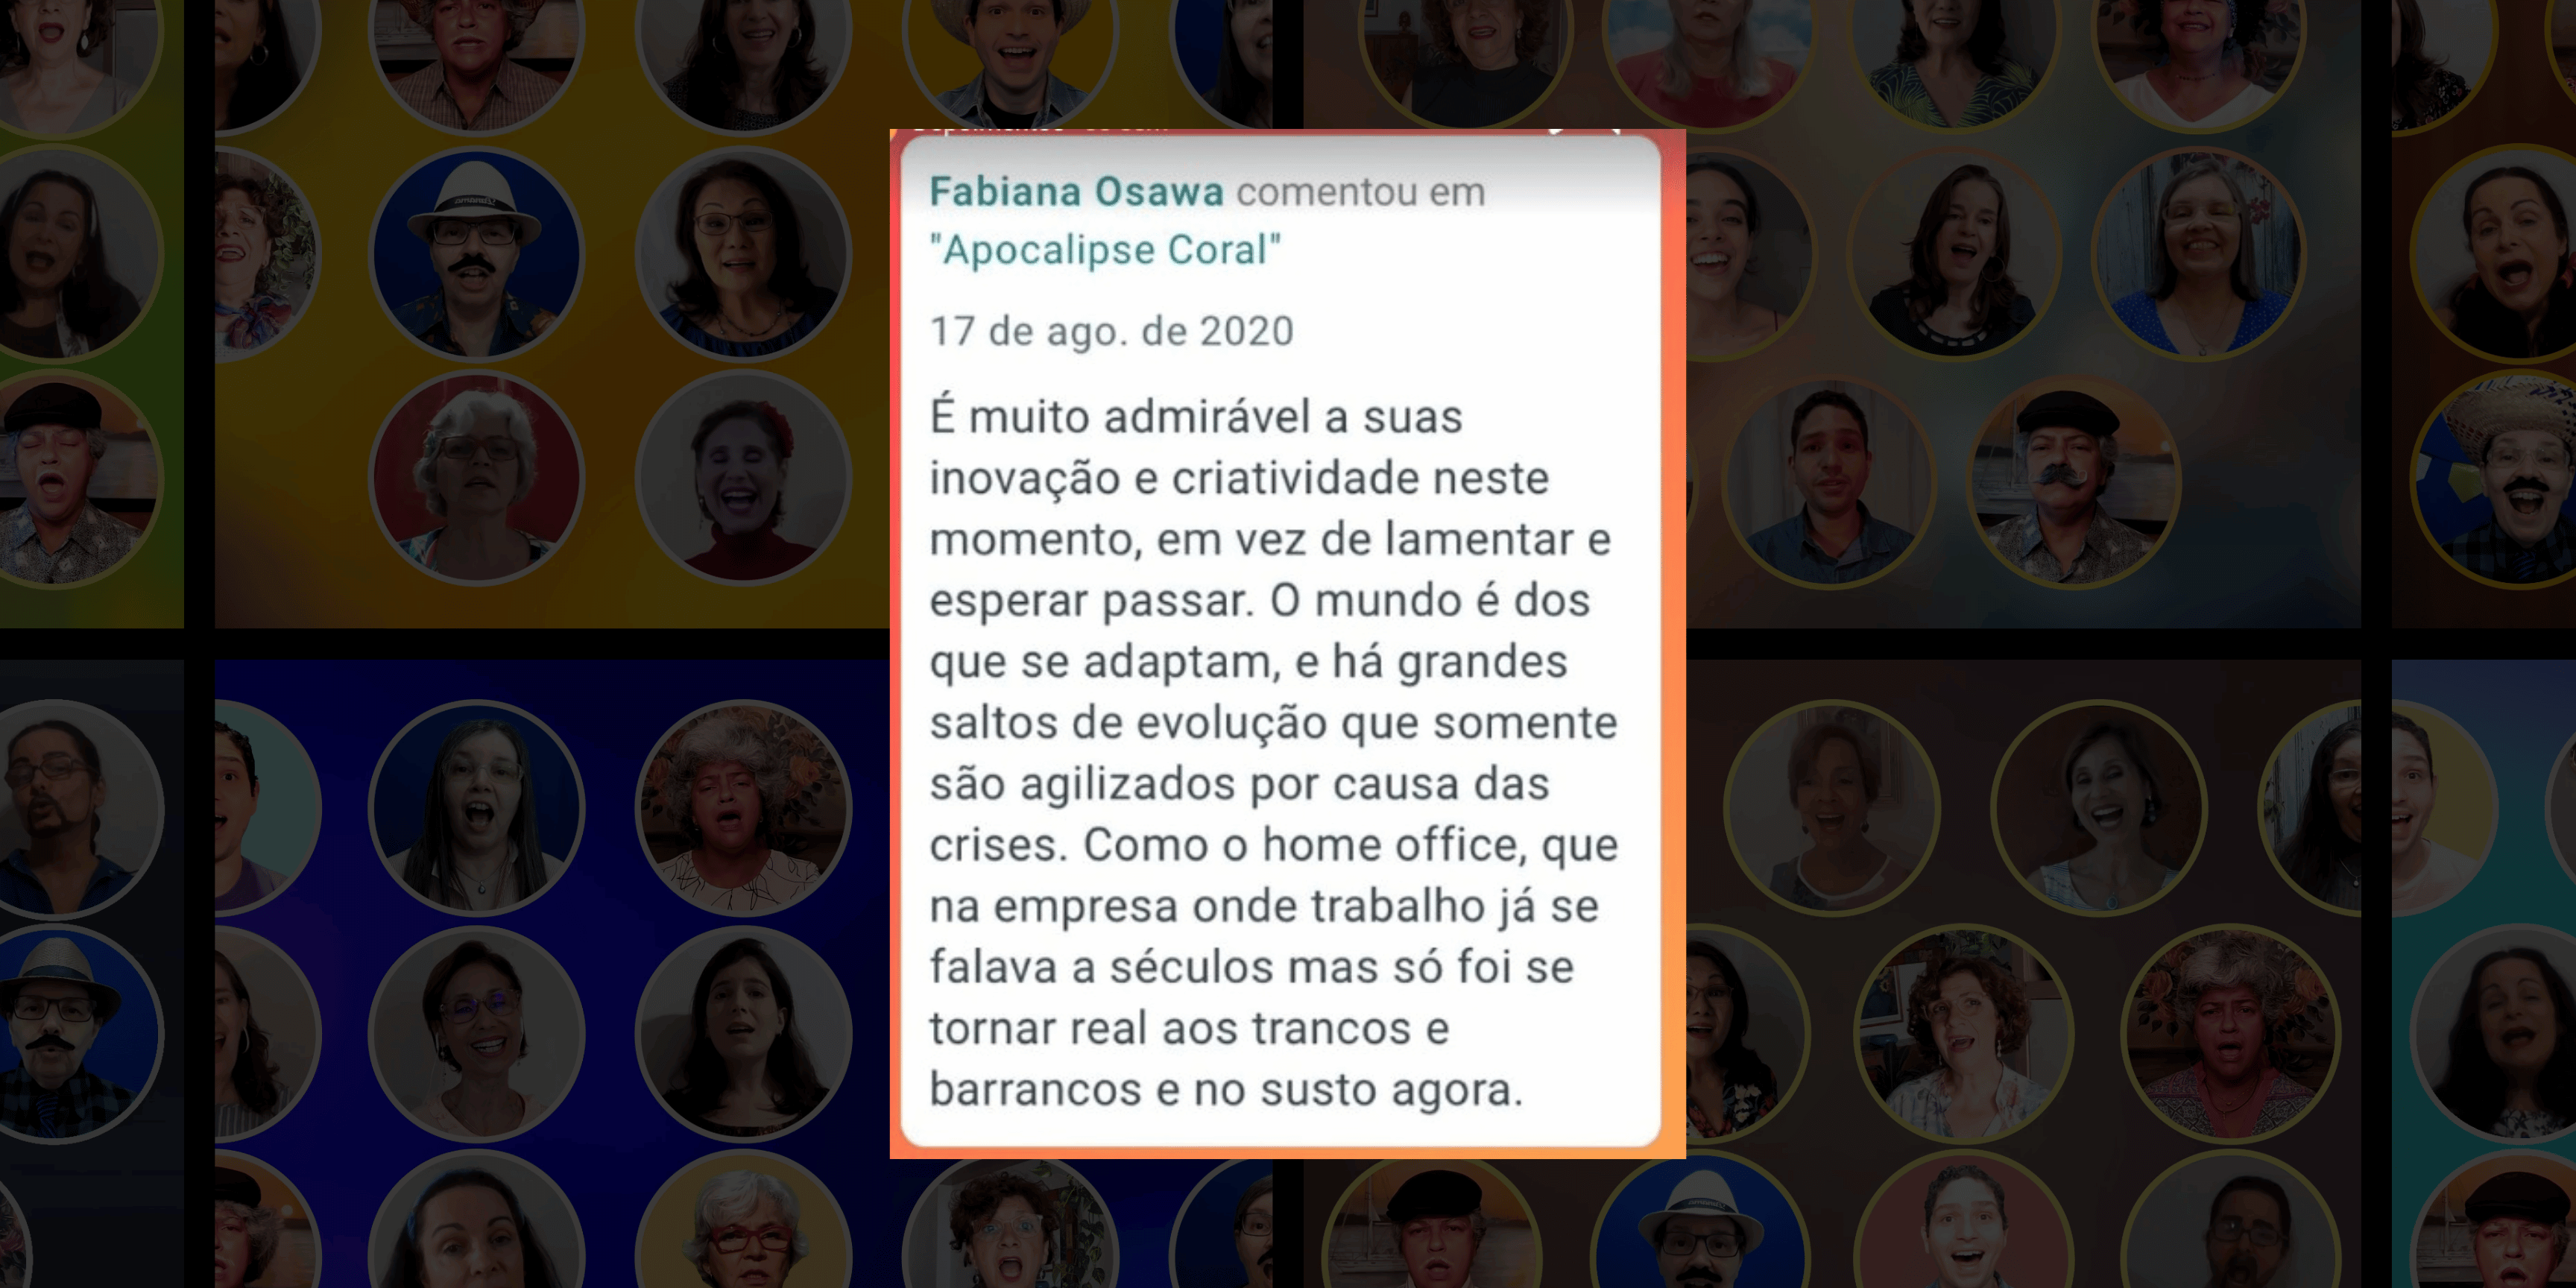 Fabiana Osawa comentou em
"Apocalipse Coral"
17 de ago. de 2020
É muito admirável a suas
inovação e criatividade neste
momento, em vez de lamentar e
esperar passar. O mundo é dos
que se adaptam, e há grandes
saltos de evolução que somente
são agilizados por causa das
crises. Como o home office, que
na empresa onde trabalho já se
falava a séculos mas só foi se
tornar real aos trancos e
barrancos e no susto agora.